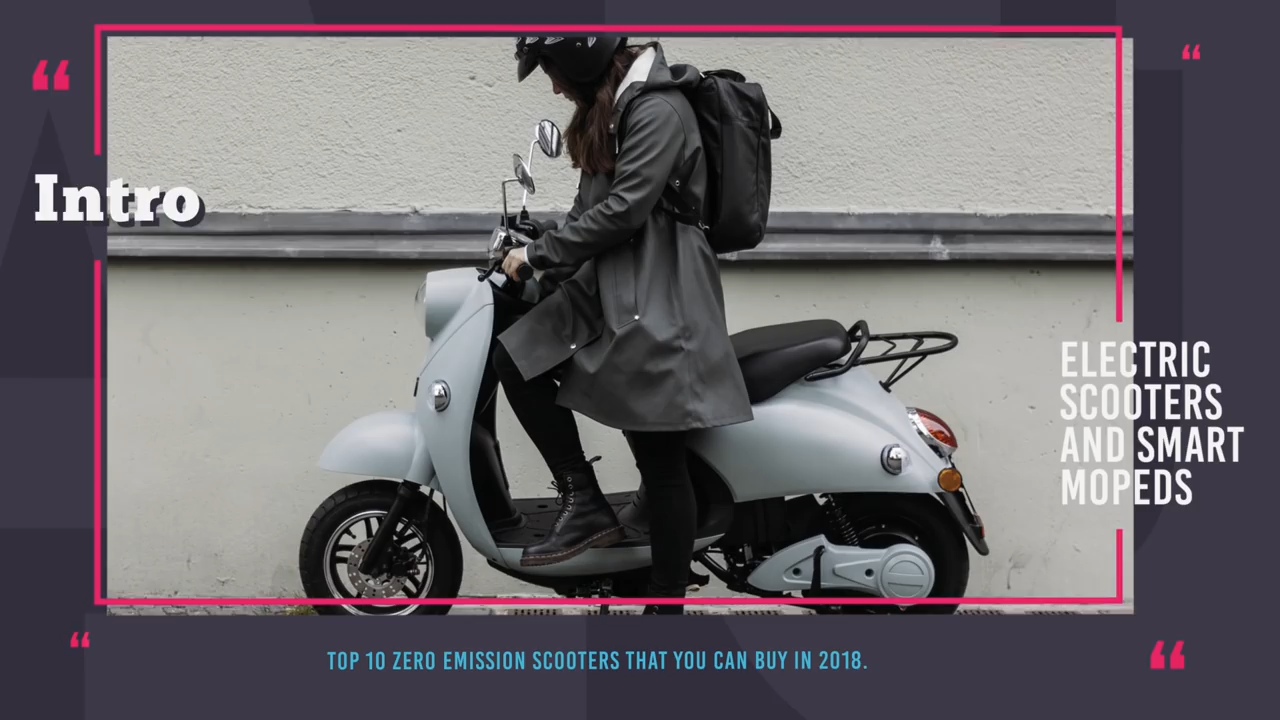 Intro
ELECTRIC
SCOOTERS
AND SMART
MOPEDS
TOP 10 ZERO EMISSION SCOOTERS THAT YOU CAN BUY IN 2018.